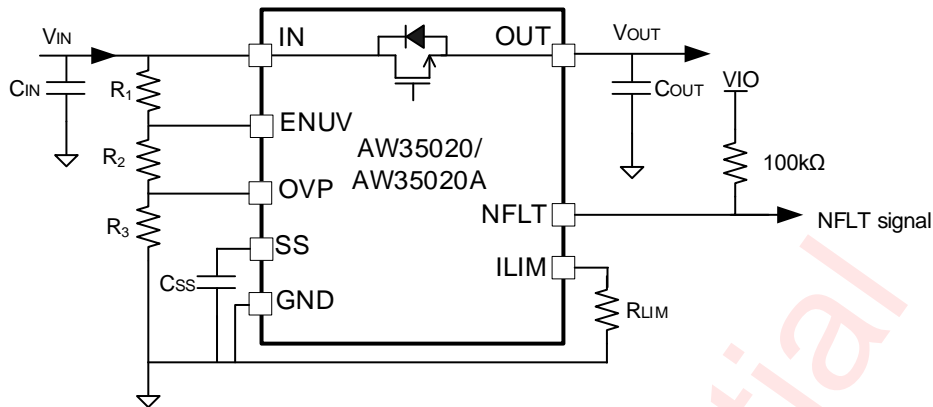 VIN
IN
OUT
VOUT
CIN
R1
COUT
VIO
ENUV
R2
AW35020/
AW35020A
100kΩ
OVP
NFLT
NFLT signal
R3
SS
ILIM
CSS
GND
RLIM
tial